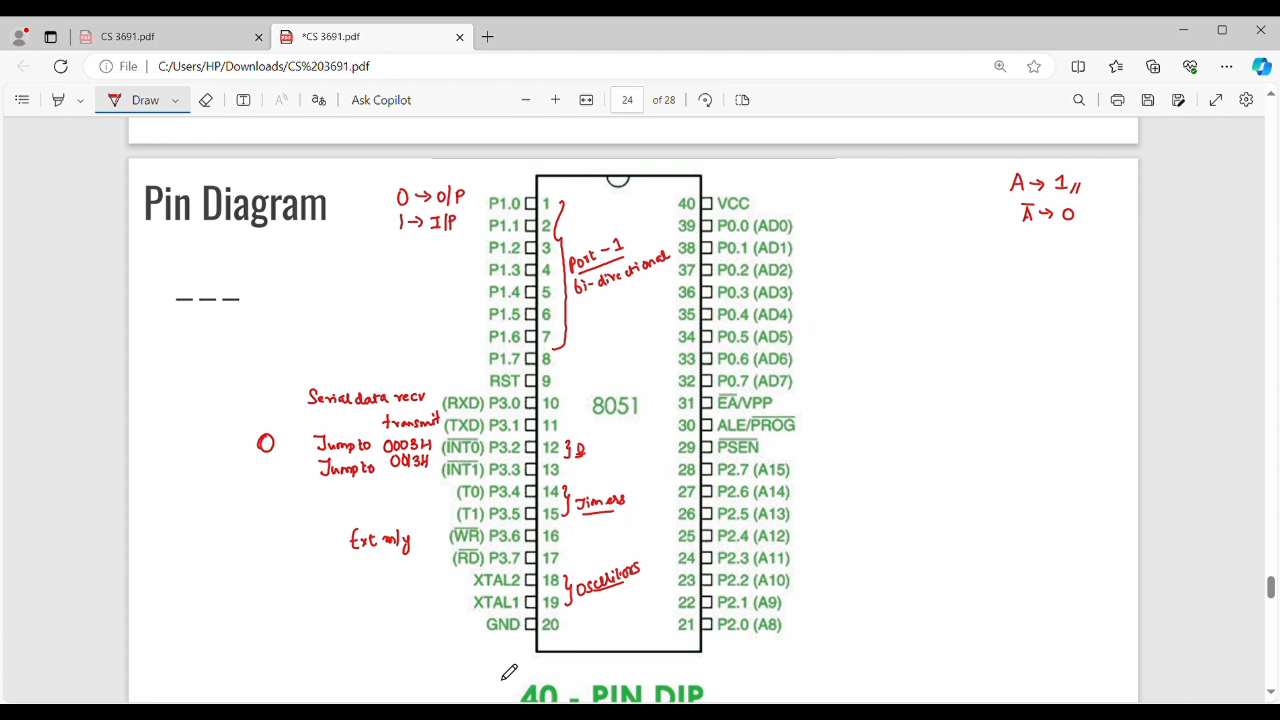 CS 3691.pdf
*CS 3691.pdf
File
C:/Users/HP/Downloads/CS%203691.pdf
Draw
Ask Copilot
24 of 28
Pin Diagram
0 → O/P
1 → I/P
A → 1,,
A̅ → 0
Port-1
bi-directional
8051
P1.0 1
P1.1 2
P1.2 3
P1.3 4
P1.4 5
P1.5 6
P1.6 7
P1.7 8
RST 9
Serial data recv (RXD) P3.0 10
transmit (TXD) P3.1 11
0 Jump to 0003H (I̅N̅T̅0̅) P3.2 12
Jump to 0013H (I̅N̅T̅1̅) P3.3 13
(T0) P3.4 14
(T1) P3.5 15
Timers
Ext m/y (W̅R̅) P3.6 16
(R̅D̅) P3.7 17
XTAL2 18
XTAL1 19
GND 20
40 VCC
39 P0.0 (AD0)
38 P0.1 (AD1)
37 P0.2 (AD2)
36 P0.3 (AD3)
35 P0.4 (AD4)
34 P0.5 (AD5)
33 P0.6 (AD6)
32 P0.7 (AD7)
31 E̅A̅/VPP
30 ALE/P̅R̅O̅G̅
29 P̅S̅E̅N̅
28 P2.7 (A15)
27 P2.6 (A14)
26 P2.5 (A13)
25 P2.4 (A12)
24 P2.3 (A11)
23 P2.2 (A10)
22 P2.1 (A9)
21 P2.0 (A8)
40 - PIN DIP